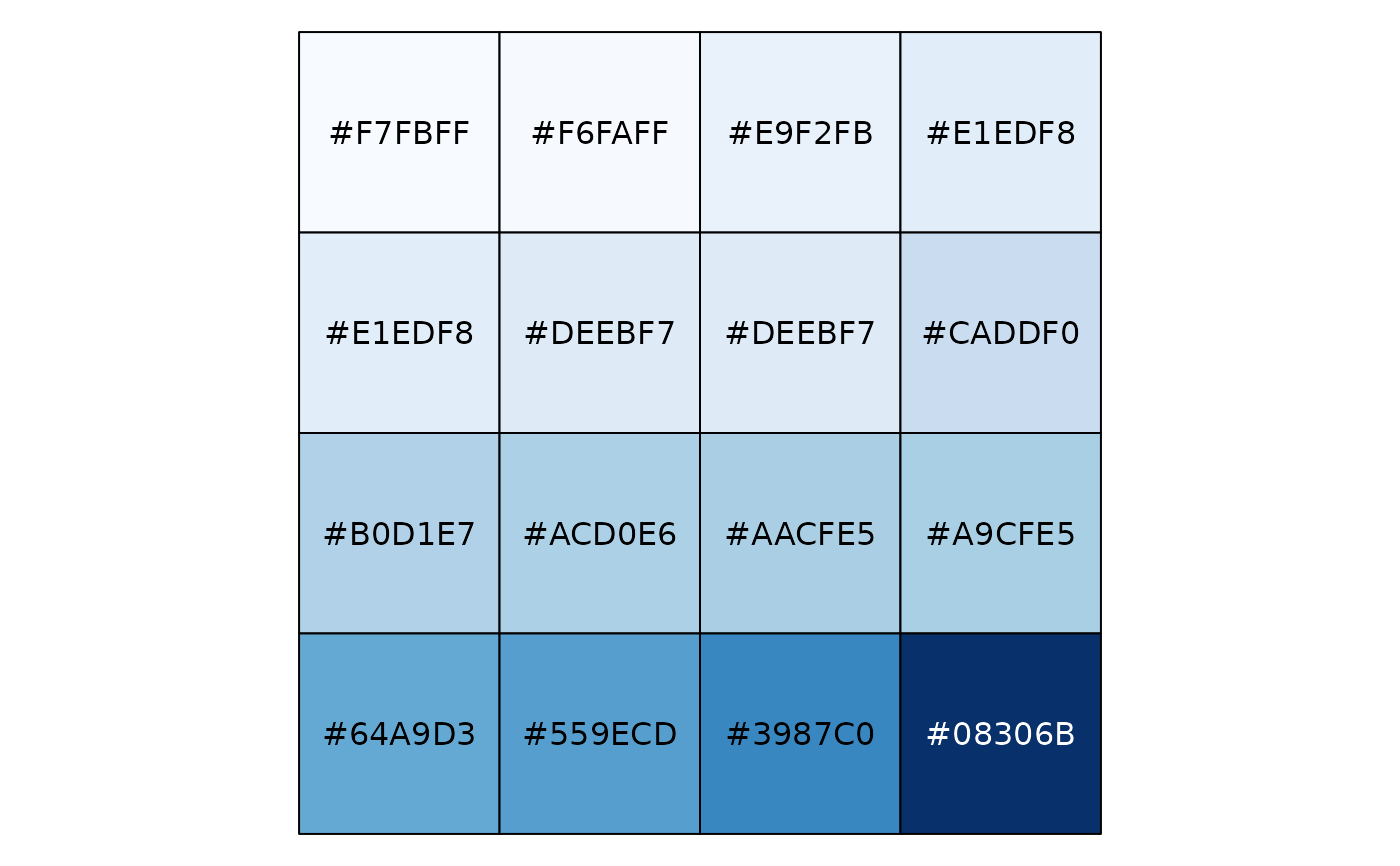 #F7FBFF #F6FAFF #E9F2FB #E1EDF8
#E1EDF8 #DEEBF7 #DEEBF7 #CADDF0
#B0D1E7 #ACD0E6 #AACFE5 #A9CFE5
#64A9D3 #559ECD #3987C0 #08306B